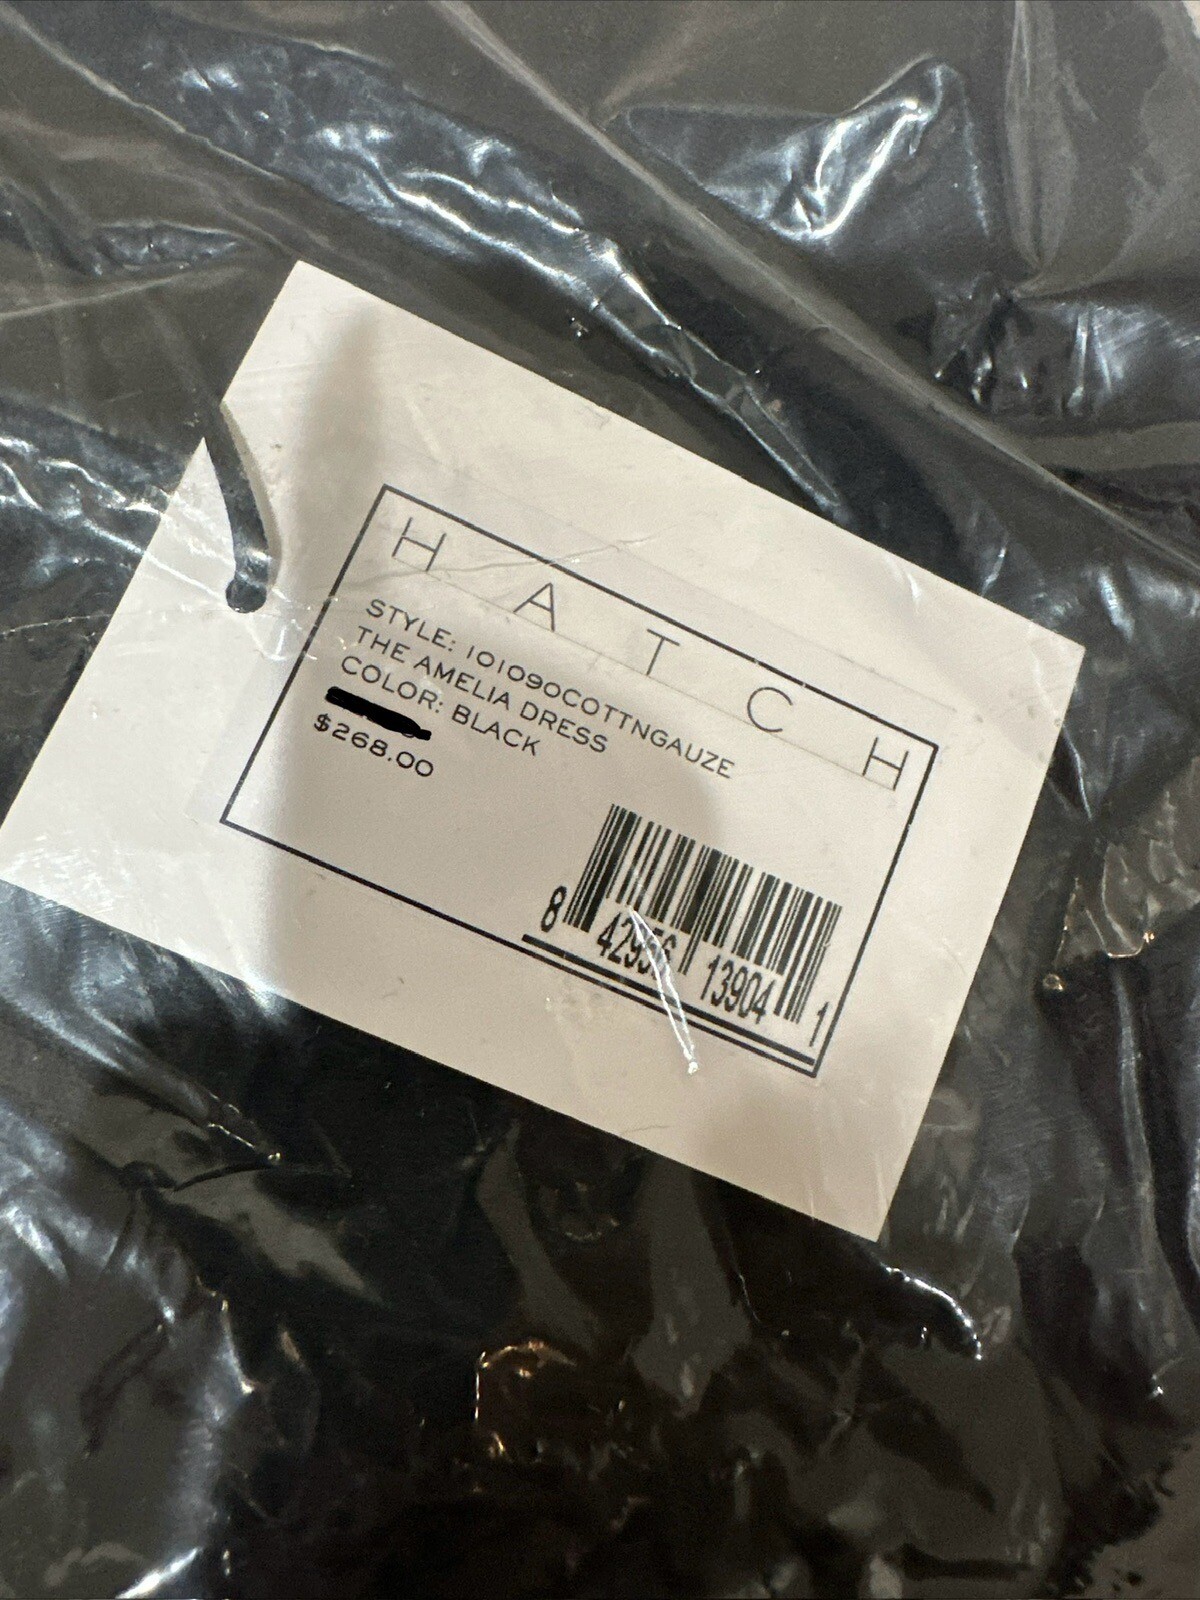 HATCH
STYLE: 101090COTTNGAUZE
THE AMELIA DRESS
COLOR: BLACK
$268.00
8 42956 13904 1